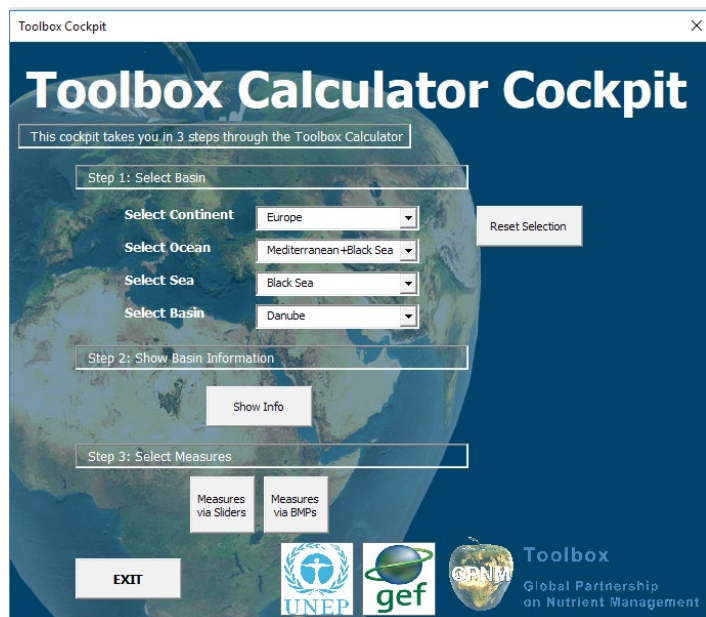 Toolbox Cockpit
Toolbox Calculator Cockpit
This cockpit takes you in 3 steps through the Toolbox Calculator
Step 1: Select Basin
Select Continent
Europe
Reset Selection
Select Ocean
Mediterranean+Black Sea
Select Sea
Black Sea
Select Basin
Danube
Step 2: Show Basin Information
Show Info
Step 3: Select Measures
Measures
via Sliders
Measures
via BMPs
EXIT
UNEP
gef
GPNM
Toolbox
Global Partnership
on Nutrient Management